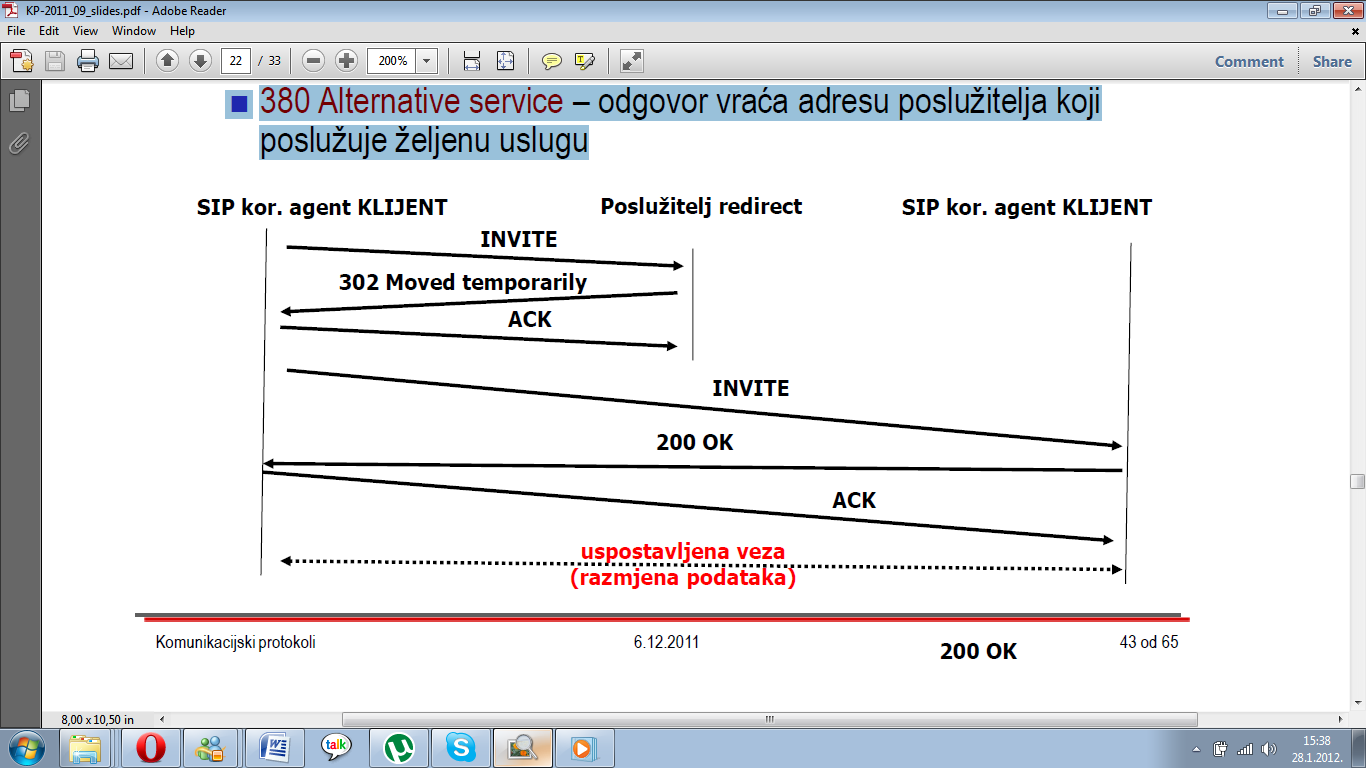 KP-2011_09_slides.pdf - Adobe Reader
File Edit View Window Help
22 / 33 200% Comment Share
380 Alternative service – odgovor vraća adresu poslužitelja koji
poslužuje željenu uslugu
SIP kor. agent KLIJENT Poslužitelj redirect SIP kor. agent KLIJENT
INVITE
302 Moved temporarily
ACK
INVITE
200 OK
ACK
uspostavljena veza
(razmjena podataka)
Komunikacijski protokoli 6.12.2011 43 od 65
200 OK
8,00 x 10,50 in
talk
15:38
28.1.2012.